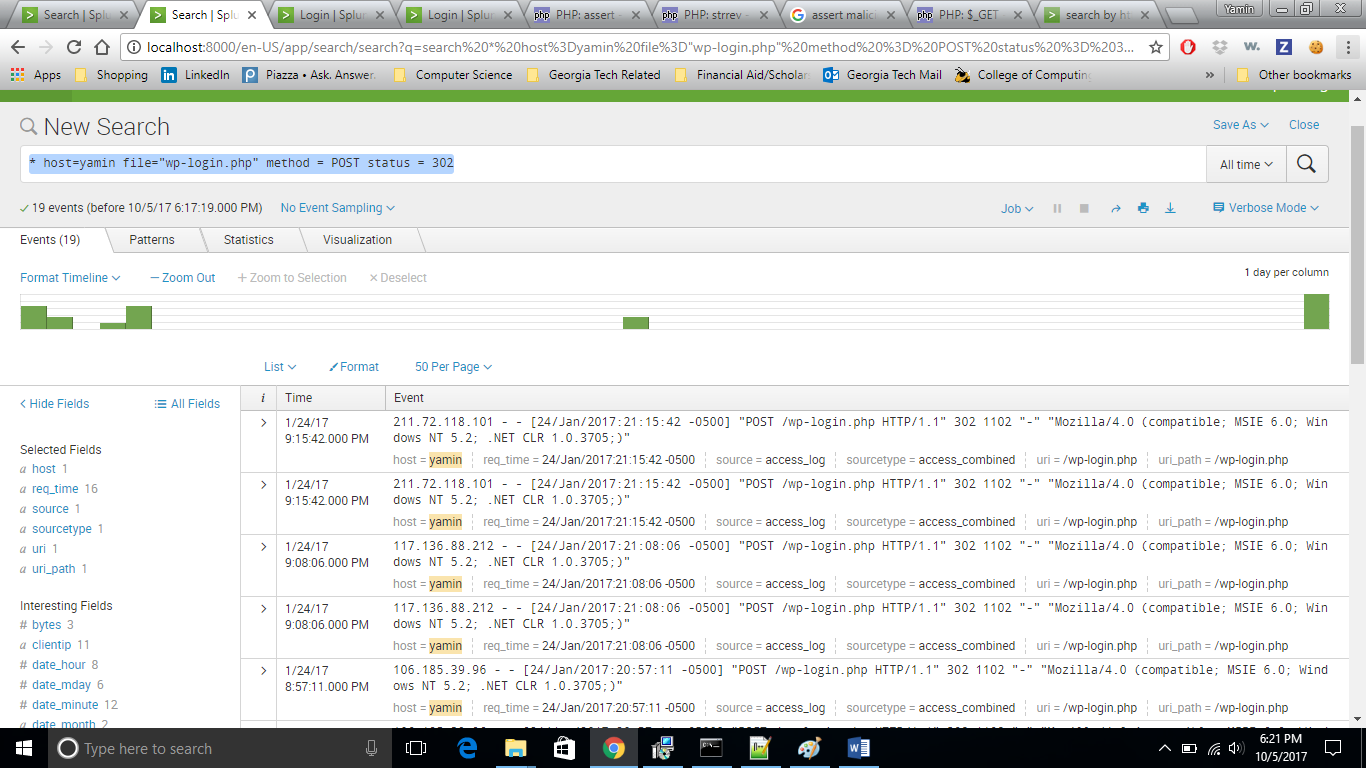 Search | Splu
Search | Splu
Login | Splun
Login | Splun
PHP: assert -
PHP: strrev -
assert malici
PHP: $_GET
search by ht
Yamin
localhost:8000/en-US/app/search/search?q=search%20*%20host%3Dyamin%20file%3D"wp-login.php"%20method%20%3D%20POST%20status%20%3D%203...
Apps
Shopping
LinkedIn
Piazza • Ask. Answer.
Computer Science
Georgia Tech Related
Financial Aid/Scholar
Georgia Tech Mail
College of Computing
»
Other bookmarks
New Search
Save As
Close
* host=yamin file="wp-login.php" method = POST status = 302
All time
19 events (before 10/5/17 6:17:19.000 PM)
No Event Sampling
Job
Verbose Mode
Events (19)
Patterns
Statistics
Visualization
Format Timeline
— Zoom Out
+ Zoom to Selection
× Deselect
1 day per column
List
Format
50 Per Page
< Hide Fields
All Fields
i
Time
Event
Selected Fields
a host 1
a req_time 16
a source 1
a sourcetype 1
a uri 1
a uri_path 1
Interesting Fields
# bytes 3
a clientip 11
# date_hour 8
# date_mday 6
# date_minute 12
a date_month 2
1/24/17
9:15:42.000 PM
211.72.118.101 - - [24/Jan/2017:21:15:42 -0500] "POST /wp-login.php HTTP/1.1" 302 1102 "-" "Mozilla/4.0 (compatible; MSIE 6.0; Win
dows NT 5.2; .NET CLR 1.0.3705;)"
host = yamin req_time = 24/Jan/2017:21:15:42 -0500 source = access_log sourcetype = access_combined uri = /wp-login.php uri_path = /wp-login.php
1/24/17
9:15:42.000 PM
211.72.118.101 - - [24/Jan/2017:21:15:42 -0500] "POST /wp-login.php HTTP/1.1" 302 1102 "-" "Mozilla/4.0 (compatible; MSIE 6.0; Win
dows NT 5.2; .NET CLR 1.0.3705;)"
host = yamin req_time = 24/Jan/2017:21:15:42 -0500 source = access_log sourcetype = access_combined uri = /wp-login.php uri_path = /wp-login.php
1/24/17
9:08:06.000 PM
117.136.88.212 - - [24/Jan/2017:21:08:06 -0500] "POST /wp-login.php HTTP/1.1" 302 1102 "-" "Mozilla/4.0 (compatible; MSIE 6.0; Win
dows NT 5.2; .NET CLR 1.0.3705;)"
host = yamin req_time = 24/Jan/2017:21:08:06 -0500 source = access_log sourcetype = access_combined uri = /wp-login.php uri_path = /wp-login.php
1/24/17
9:08:06.000 PM
117.136.88.212 - - [24/Jan/2017:21:08:06 -0500] "POST /wp-login.php HTTP/1.1" 302 1102 "-" "Mozilla/4.0 (compatible; MSIE 6.0; Win
dows NT 5.2; .NET CLR 1.0.3705;)"
host = yamin req_time = 24/Jan/2017:21:08:06 -0500 source = access_log sourcetype = access_combined uri = /wp-login.php uri_path = /wp-login.php
1/24/17
8:57:11.000 PM
106.185.39.96 - - [24/Jan/2017:20:57:11 -0500] "POST /wp-login.php HTTP/1.1" 302 1102 "-" "Mozilla/4.0 (compatible; MSIE 6.0; Wind
ows NT 5.2; .NET CLR 1.0.3705;)"
host = yamin req_time = 24/Jan/2017:20:57:11 -0500 source = access_log sourcetype = access_combined uri = /wp-login.php uri_path = /wp-login.php
Type here to search
6:21 PM
10/5/2017